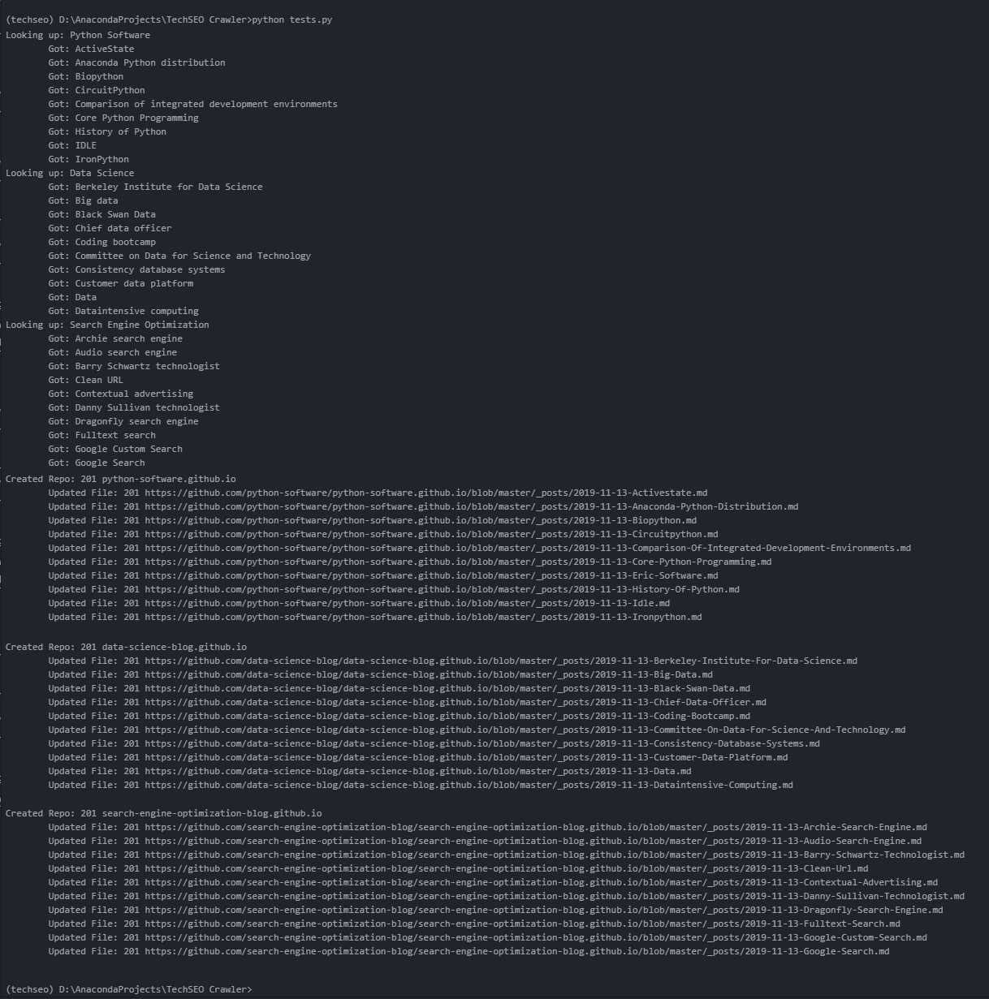 (techseo) D:\AnacondaProjects\TechSEO Crawler>python tests.py
Looking up: Python Software
Got: ActiveState
Got: Anaconda Python distribution
Got: Biopython
Got: CircuitPython
Got: Comparison of integrated development environments
Got: Core Python Programming
Got: History of Python
Got: IDLE
Got: IronPython
Looking up: Data Science
Got: Berkeley Institute for Data Science
Got: Big data
Got: Black Swan Data
Got: Chief data officer
Got: Coding bootcamp
Got: Committee on Data for Science and Technology
Got: Consistency database systems
Got: Customer data platform
Got: Data
Got: Dataintensive computing
Looking up: Search Engine Optimization
Got: Archie search engine
Got: Audio search engine
Got: Barry Schwartz technologist
Got: Clean URL
Got: Contextual advertising
Got: Danny Sullivan technologist
Got: Dragonfly search engine
Got: Fulltext search
Got: Google Custom Search
Got: Google Search
Created Repo: 201 python-software.github.io
Updated File: 201 https://github.com/python-software/python-software.github.io/blob/master/_posts/2019-11-13-Activestate.md
Updated File: 201 https://github.com/python-software/python-software.github.io/blob/master/_posts/2019-11-13-Anaconda-Python-Distribution.md
Updated File: 201 https://github.com/python-software/python-software.github.io/blob/master/_posts/2019-11-13-Biopython.md
Updated File: 201 https://github.com/python-software/python-software.github.io/blob/master/_posts/2019-11-13-Circuitpython.md
Updated File: 201 https://github.com/python-software/python-software.github.io/blob/master/_posts/2019-11-13-Comparison-Of-Integrated-Development-Environments.md
Updated File: 201 https://github.com/python-software/python-software.github.io/blob/master/_posts/2019-11-13-Core-Python-Programming.md
Updated File: 201 https://github.com/python-software/python-software.github.io/blob/master/_posts/2019-11-13-Eric-Software.md
Updated File: 201 https://github.com/python-software/python-software.github.io/blob/master/_posts/2019-11-13-History-Of-Python.md
Updated File: 201 https://github.com/python-software/python-software.github.io/blob/master/_posts/2019-11-13-Idle.md
Updated File: 201 https://github.com/python-software/python-software.github.io/blob/master/_posts/2019-11-13-Ironpython.md
Created Repo: 201 data-science-blog.github.io
Updated File: 201 https://github.com/data-science-blog/data-science-blog.github.io/blob/master/_posts/2019-11-13-Berkeley-Institute-For-Data-Science.md
Updated File: 201 https://github.com/data-science-blog/data-science-blog.github.io/blob/master/_posts/2019-11-13-Big-Data.md
Updated File: 201 https://github.com/data-science-blog/data-science-blog.github.io/blob/master/_posts/2019-11-13-Black-Swan-Data.md
Updated File: 201 https://github.com/data-science-blog/data-science-blog.github.io/blob/master/_posts/2019-11-13-Chief-Data-Officer.md
Updated File: 201 https://github.com/data-science-blog/data-science-blog.github.io/blob/master/_posts/2019-11-13-Coding-Bootcamp.md
Updated File: 201 https://github.com/data-science-blog/data-science-blog.github.io/blob/master/_posts/2019-11-13-Committee-On-Data-For-Science-And-Technology.md
Updated File: 201 https://github.com/data-science-blog/data-science-blog.github.io/blob/master/_posts/2019-11-13-Consistency-Database-Systems.md
Updated File: 201 https://github.com/data-science-blog/data-science-blog.github.io/blob/master/_posts/2019-11-13-Customer-Data-Platform.md
Updated File: 201 https://github.com/data-science-blog/data-science-blog.github.io/blob/master/_posts/2019-11-13-Data.md
Updated File: 201 https://github.com/data-science-blog/data-science-blog.github.io/blob/master/_posts/2019-11-13-Dataintensive-Computing.md
Created Repo: 201 search-engine-optimization-blog.github.io
Updated File: 201 https://github.com/search-engine-optimization-blog/search-engine-optimization-blog.github.io/blob/master/_posts/2019-11-13-Archie-Search-Engine.md
Updated File: 201 https://github.com/search-engine-optimization-blog/search-engine-optimization-blog.github.io/blob/master/_posts/2019-11-13-Audio-Search-Engine.md
Updated File: 201 https://github.com/search-engine-optimization-blog/search-engine-optimization-blog.github.io/blob/master/_posts/2019-11-13-Barry-Schwartz-Technologist.md
Updated File: 201 https://github.com/search-engine-optimization-blog/search-engine-optimization-blog.github.io/blob/master/_posts/2019-11-13-Clean-Url.md
Updated File: 201 https://github.com/search-engine-optimization-blog/search-engine-optimization-blog.github.io/blob/master/_posts/2019-11-13-Contextual-Advertising.md
Updated File: 201 https://github.com/search-engine-optimization-blog/search-engine-optimization-blog.github.io/blob/master/_posts/2019-11-13-Danny-Sullivan-Technologist.md
Updated File: 201 https://github.com/search-engine-optimization-blog/search-engine-optimization-blog.github.io/blob/master/_posts/2019-11-13-Dragonfly-Search-Engine.md
Updated File: 201 https://github.com/search-engine-optimization-blog/search-engine-optimization-blog.github.io/blob/master/_posts/2019-11-13-Fulltext-Search.md
Updated File: 201 https://github.com/search-engine-optimization-blog/search-engine-optimization-blog.github.io/blob/master/_posts/2019-11-13-Google-Custom-Search.md
Updated File: 201 https://github.com/search-engine-optimization-blog/search-engine-optimization-blog.github.io/blob/master/_posts/2019-11-13-Google-Search.md
(techseo) D:\AnacondaProjects\TechSEO Crawler>